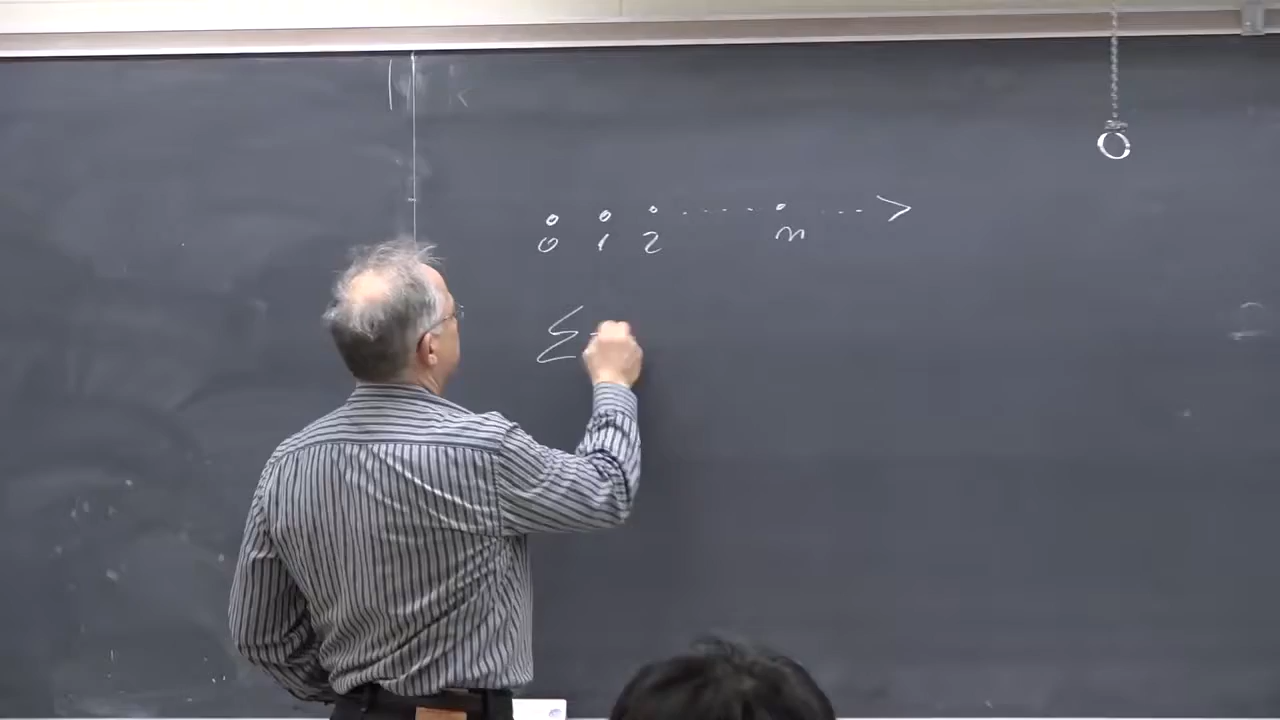 o o o ..... o ... >
0 1 2 n
Σ